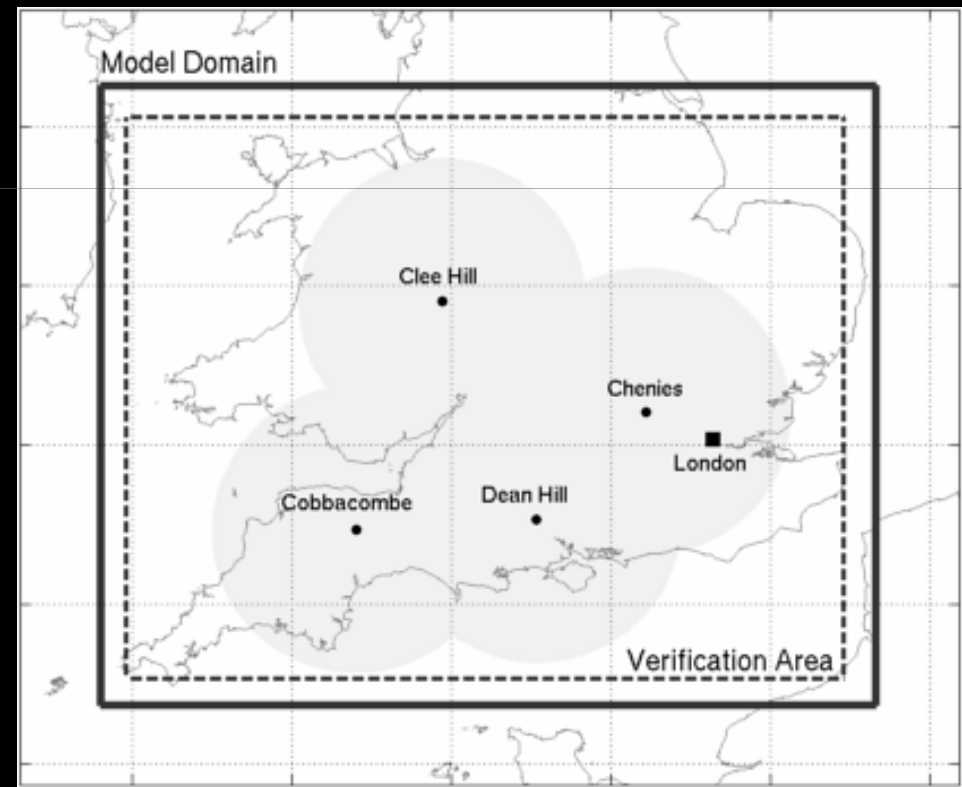 Model Domain
Clee Hill
Chenies
London
Dean Hill
Cobbacombe
Verification Area